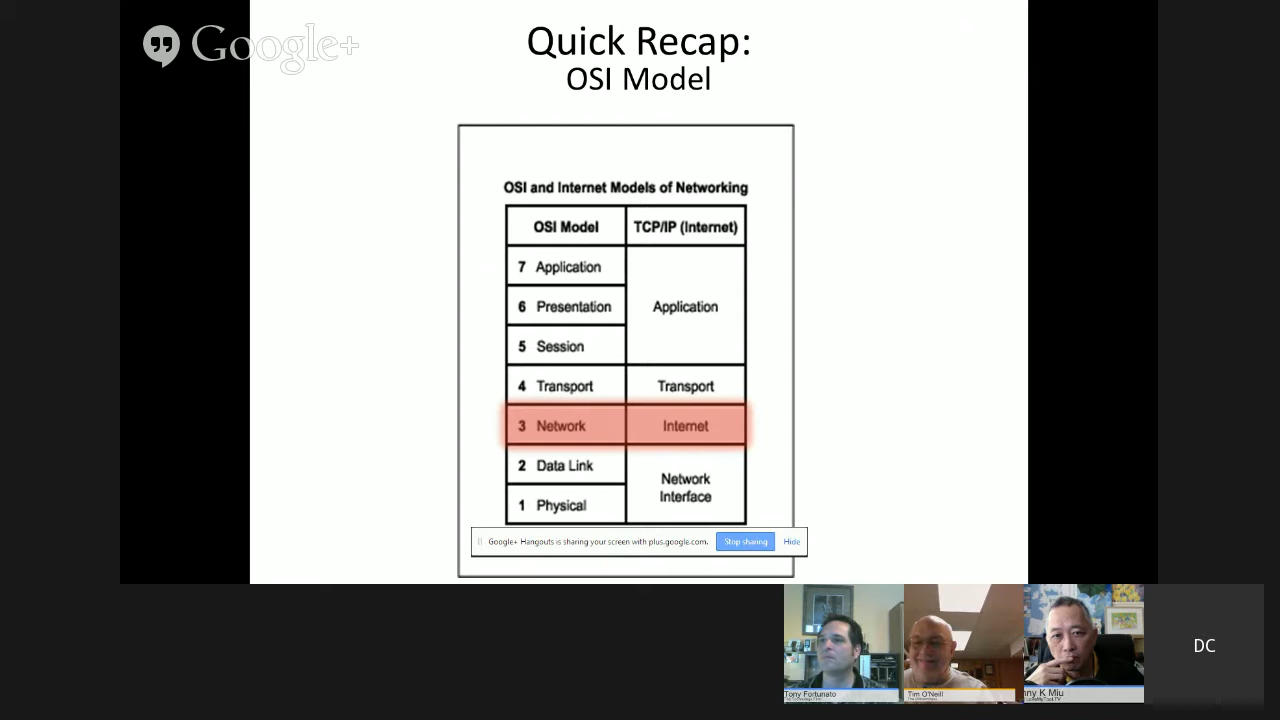 Google+
Quick Recap:
OSI Model
OSI and Internet Models of Networking
OSI Model TCP/IP (Internet)
7 Application
6 Presentation Application
5 Session
4 Transport Transport
3 Network Internet
2 Data Link
Network
Interface
1 Physical
Google+ Hangouts is sharing your screen with plus.google.com. Stop sharing Hide
DC
Tony Fortunato
Tim O'Neill
K Miu